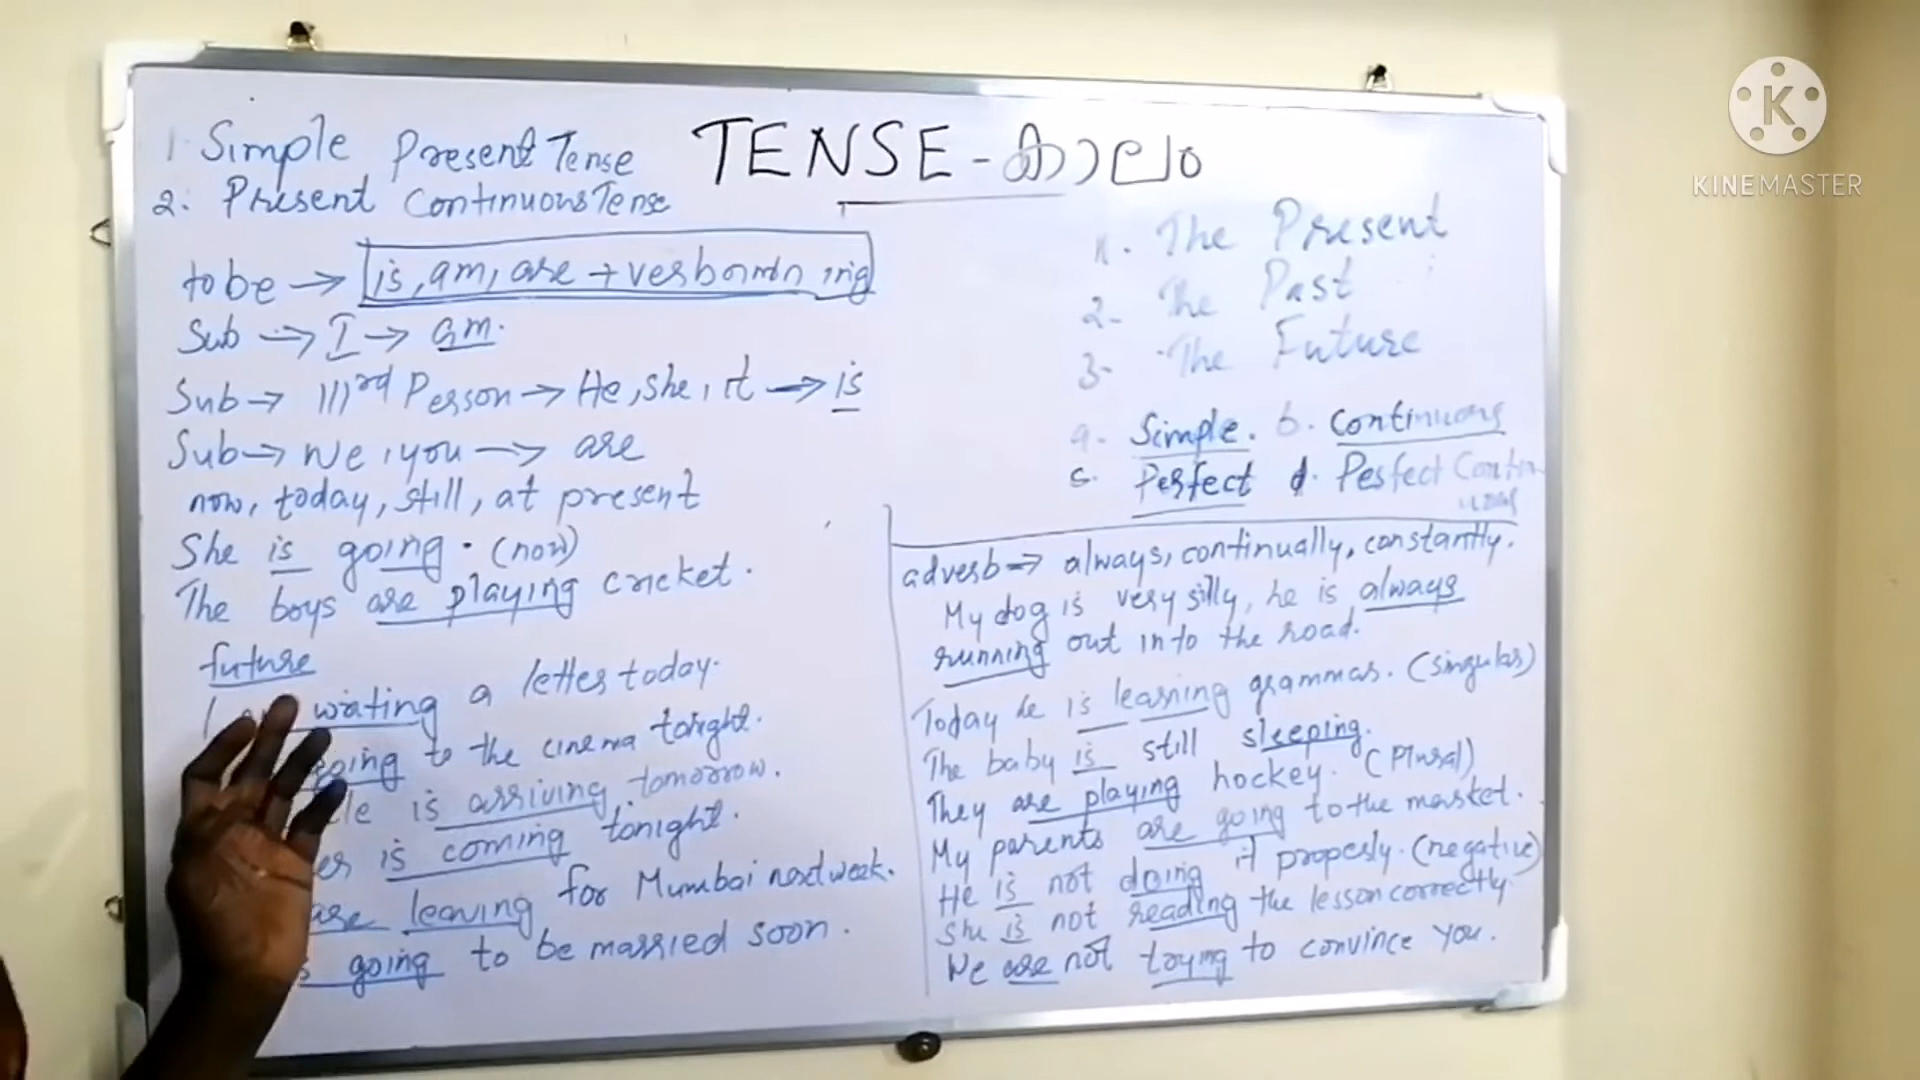 1. Simple Present Tense
TENSE - കാലം
2. Present Continuous Tense
to be → is, am, are + ing
Sub → I → am.
Sub → IIIrd Person → He, she, it → is
Sub → We, you → are
now, today, still, at present
She is going. (now)
The boys are playing cricket.
future
writing a letter today.
going to the cinema tonight.
is arriving tomorrow.
is coming tonight.
are leaving for Mumbai next week.
going to be married soon.
1. The Present
2. The Past
3. The Future
a. Simple. b. Continuous
c. Perfect d. Perfect Contin
uous
adverb → always, continually, constantly.
My dog is very silly, he is always
running out into the road.
Today he is learning grammar. (singular)
The baby is still sleeping.
They are playing hockey. (Plural)
My parents are going to the market.
He is not doing it properly. (negative)
She is not reading the lesson correctly
We are not trying to convince you.
K
KINEMASTER